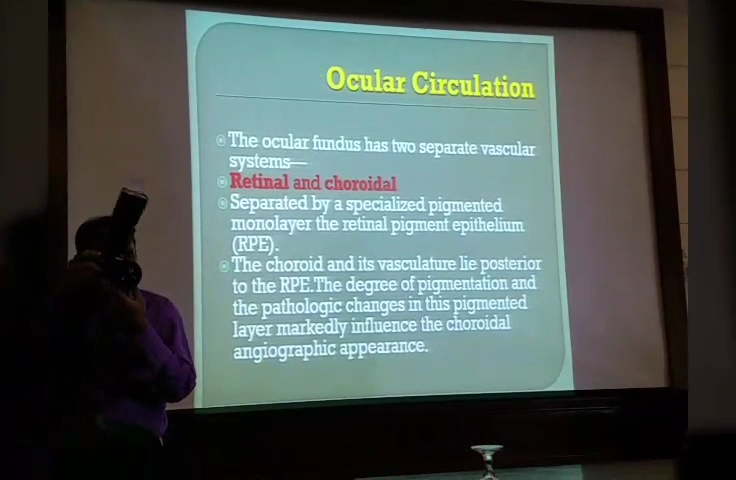 Ocular Circulation
The ocular fundus has two separate vascular
systems—
Retinal and choroidal
Separated by a specialized pigmented
monolayer the retinal pigment epithelium
(RPE).
The choroid and its vasculature lie posterior
to the RPE.The degree of pigmentation and
the pathologic changes in this pigmented
layer markedly influence the choroidal
angiographic appearance.